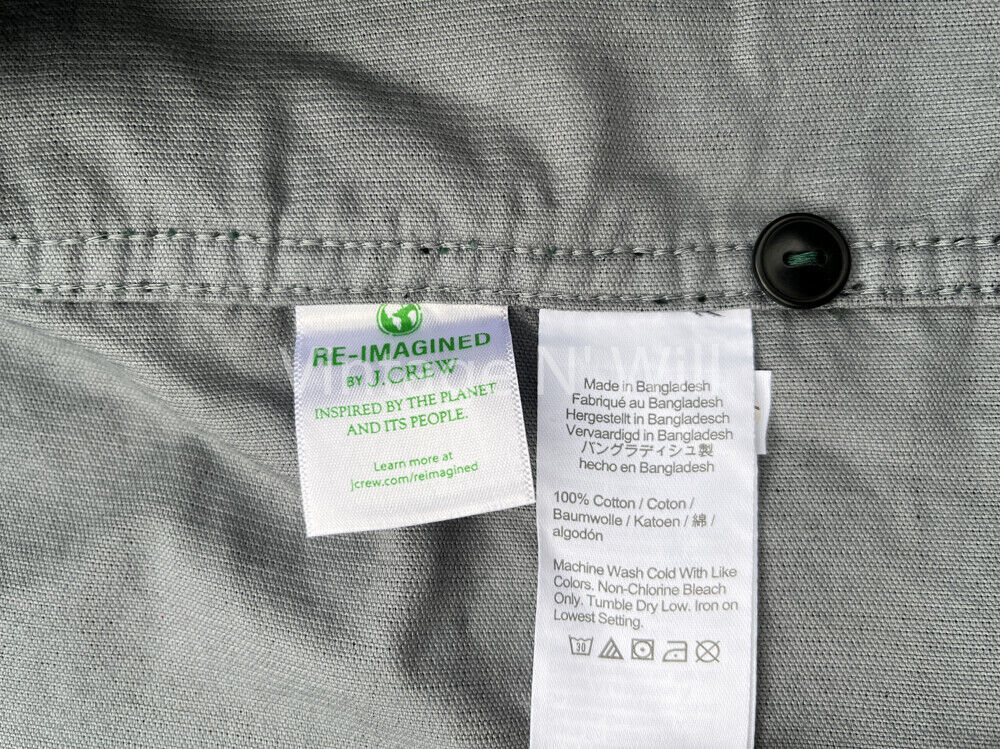 RE-IMAGINED
BY J.CREW
INSPIRED BY THE PLANET
AND ITS PEOPLE.
Learn more at
jcrew.com/reimagined
Made in Bangladesh
Fabriqué au Bangladesh
Hergestellt in Bangladesch
Vervaardigd in Bangladesh
バングラディシュ製
hecho en Bangladesh
100% Cotton / Coton /
Baumwolle / Katoen / 綿 /
algodón
Machine Wash Cold With Like
Colors. Non-Chlorine Bleach
Only. Tumble Dry Low. Iron on
Lowest Setting.
30